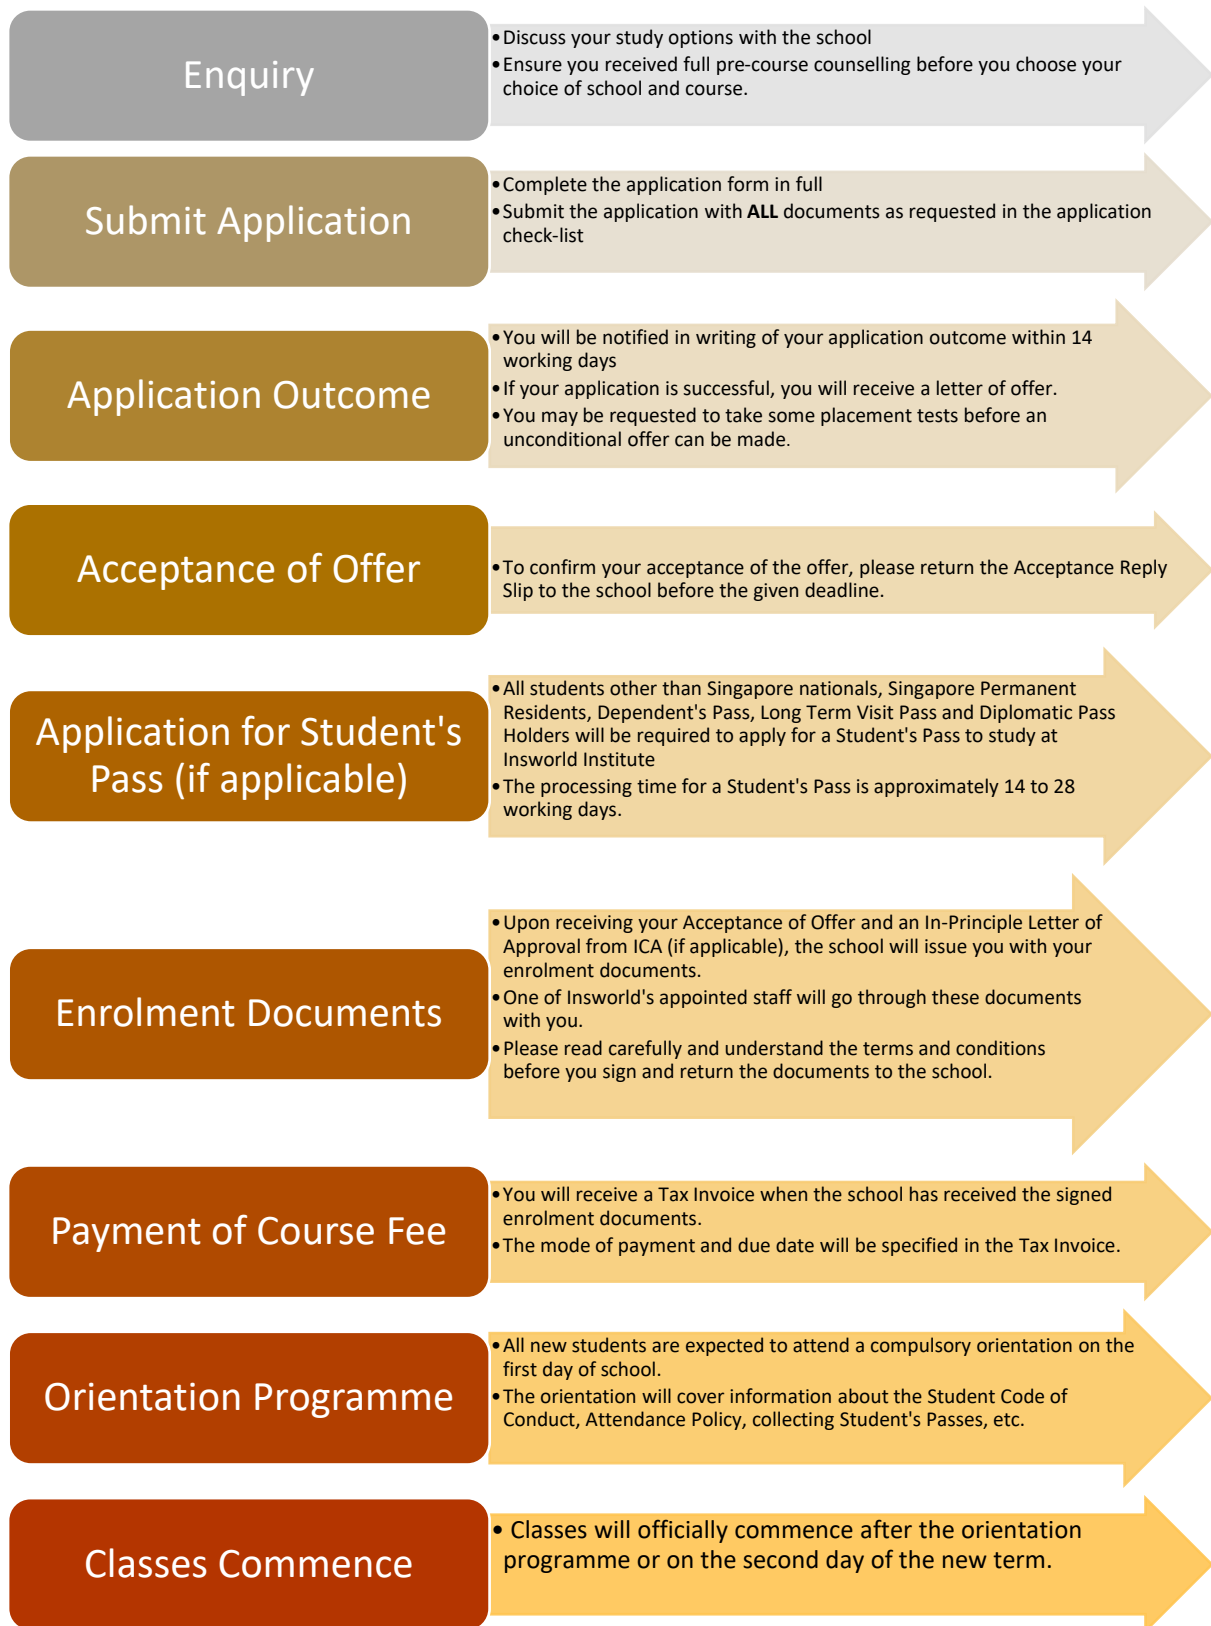 Enquiry
•Discuss your study options with the school
•Ensure you received full pre-course counselling before you choose your
choice of school and course.
Submit Application
•Complete the application form in full
•Submit the application with ALL documents as requested in the application
check-list
Application Outcome
•You will be notified in writing of your application outcome within 14
working days
•If your application is successful, you will receive a letter of offer.
•You may be requested to take some placement tests before an
unconditional offer can be made.
Acceptance of Offer
•To confirm your acceptance of the offer, please return the Acceptance Reply
Slip to the school before the given deadline.
Application for Student's
Pass (if applicable)
•All students other than Singapore nationals, Singapore Permanent
Residents, Dependent's Pass, Long Term Visit Pass and Diplomatic Pass
Holders will be required to apply for a Student's Pass to study at
Insworld Institute
•The processing time for a Student's Pass is approximately 14 to 28
working days.
Enrolment Documents
•Upon receiving your Acceptance of Offer and an In-Principle Letter of
Approval from ICA (if applicable), the school will issue you with your
enrolment documents.
•One of Insworld's appointed staff will go through these documents
with you.
•Please read carefully and understand the terms and conditions
before you sign and return the documents to the school.
Payment of Course Fee
•You will receive a Tax Invoice when the school has received the signed
enrolment documents.
•The mode of payment and due date will be specified in the Tax Invoice.
Orientation Programme
•All new students are expected to attend a compulsory orientation on the
first day of school.
•The orientation will cover information about the Student Code of
Conduct, Attendance Policy, collecting Student's Passes, etc.
Classes Commence
• Classes will officially commence after the orientation
programme or on the second day of the new term.